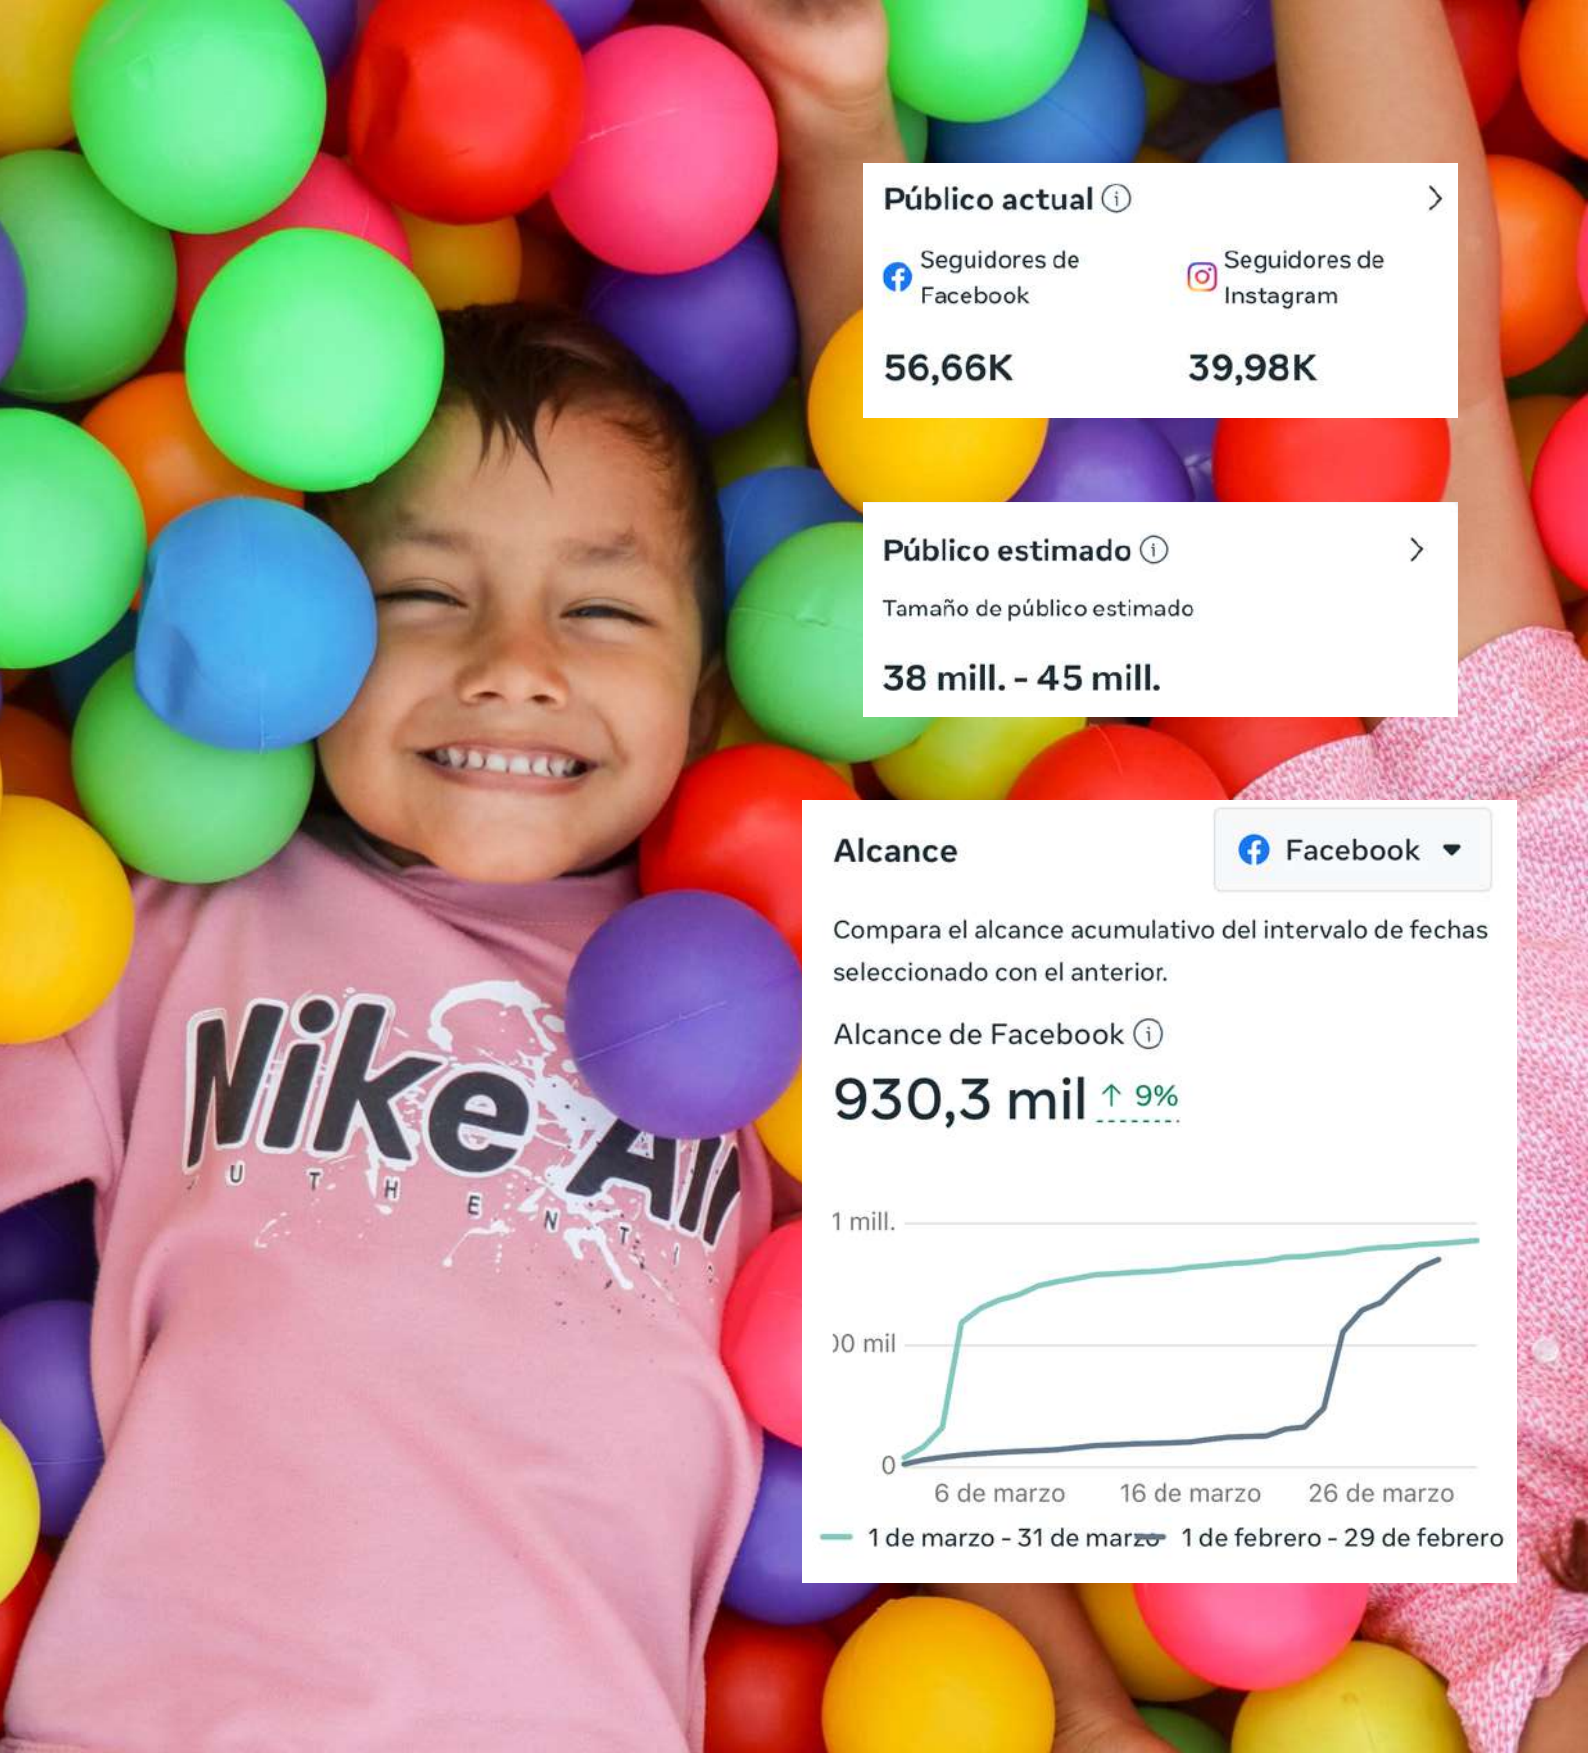 Público actual
Seguidores de
Facebook
Seguidores de
Instagram
56,66K
39,98K
Público estimado
Tamaño de público estimado
38 mill. - 45 mill.
Alcance
Facebook
Compara el alcance acumulativo del intervalo de fechas
seleccionado con el anterior.
Alcance de Facebook
930,3 mil ↑ 9%
1 mill.
00 mil
0
6 de marzo 16 de marzo 26 de marzo
1 de marzo - 31 de marzo 1 de febrero - 29 de febrero
Nike Air
AUTHENTIC